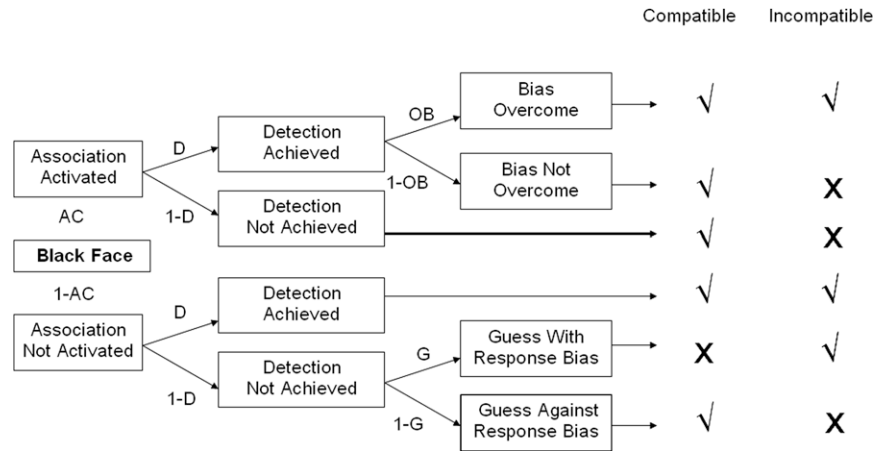 Compatible Incompatible
Bias
Overcome
√ √
OB
Detection
Achieved
D
Association
Activated
1-OB
Bias Not
Overcome
√ X
AC
1-D
Detection
Not Achieved
√ X
Black Face
1-AC
Detection
Achieved
√ √
D
Association
Not Activated
G
Guess With
Response Bias
X √
Detection
Not Achieved
1-D
1-G
Guess Against
Response Bias
√ X